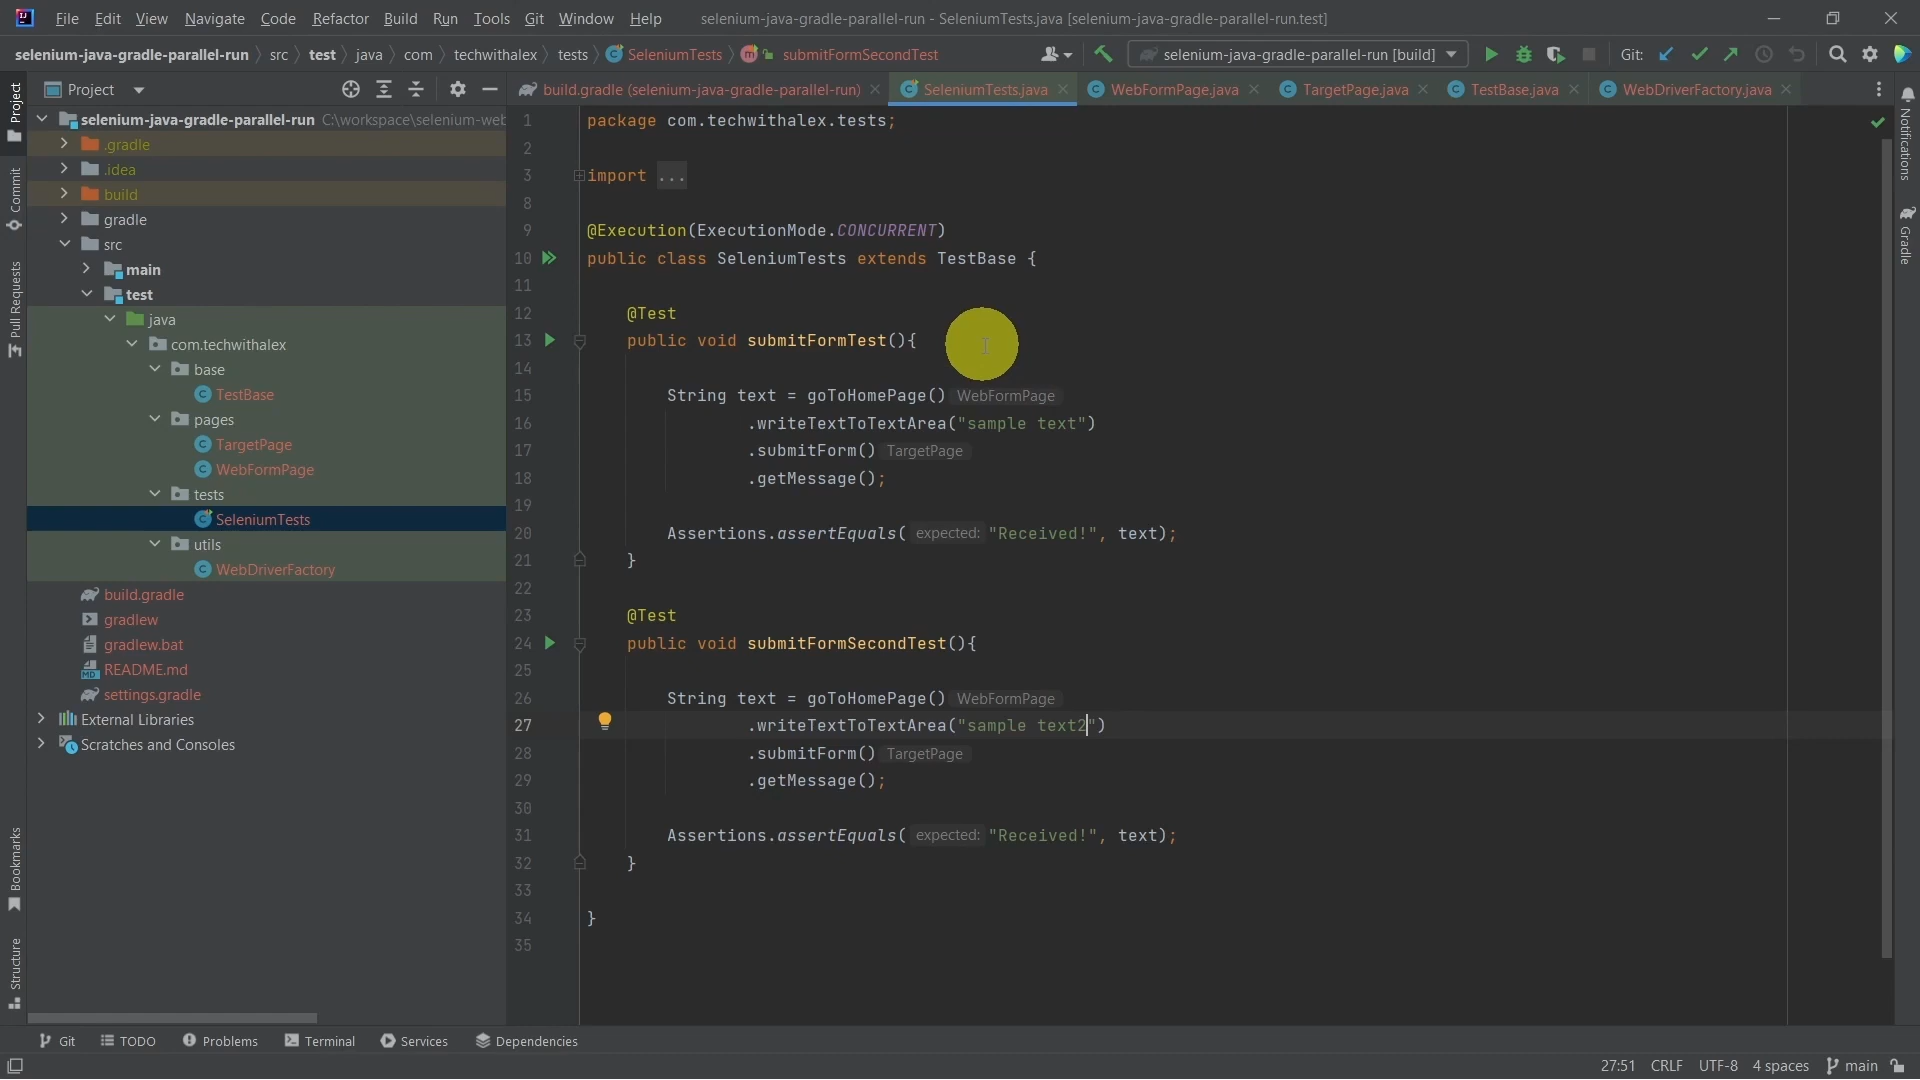 File Edit View Navigate Code Refactor Build Run Tools Git Window Help selenium-java-gradle-parallel-run - SeleniumTests.java [selenium-java-gradle-parallel-run.test]
selenium-java-gradle-parallel-run src test java com techwithalex tests SeleniumTests submitFormSecondTest selenium-java-gradle-parallel-run [build] Git:
Project
build.gradle (selenium-java-gradle-parallel-run) SeleniumTests.java WebFormPage.java TargetPage.java TestBase.java WebDriverFactory.java
selenium-java-gradle-parallel-run C:\workspace\selenium-web
.gradle
.idea
build
gradle
src
main
test
java
com.techwithalex
base
TestBase
pages
TargetPage
WebFormPage
tests
SeleniumTests
utils
WebDriverFactory
build.gradle
gradlew
gradlew.bat
README.md
settings.gradle
External Libraries
Scratches and Consoles
Project
Commit
Pull Requests
Bookmarks
Structure
1 package com.techwithalex.tests;
2
3 import ...
8
9 @Execution(ExecutionMode.CONCURRENT)
10 public class SeleniumTests extends TestBase {
11
12 @Test
13 public void submitFormTest(){
14
15 String text = goToHomePage() WebFormPage
16 .writeTextToTextArea("sample text")
17 .submitForm() TargetPage
18 .getMessage();
19
20 Assertions.assertEquals( expected: "Received!", text);
21 }
22
23 @Test
24 public void submitFormSecondTest(){
25
26 String text = goToHomePage() WebFormPage
27 .writeTextToTextArea("sample text2")
28 .submitForm() TargetPage
29 .getMessage();
30
31 Assertions.assertEquals( expected: "Received!", text);
32 }
33
34 }
35
Notifications
Gradle
Git TODO Problems Terminal Services Dependencies
27:51 CRLF UTF-8 4 spaces main